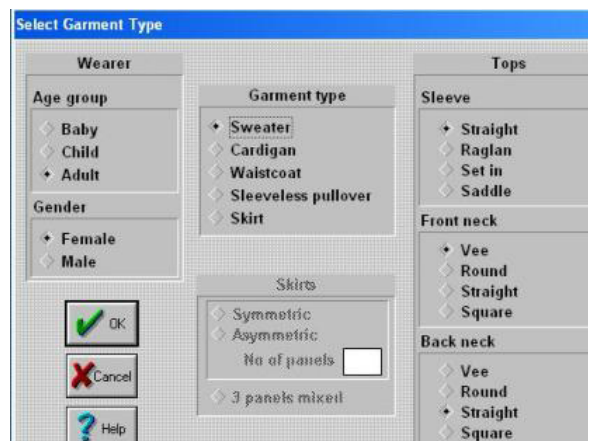 Select Garment Type
Wearer
Age group
Baby
Child
Adult
Gender
Female
Male
OK
Cancel
Help
Garment type
Sweater
Cardigan
Waistcoat
Sleeveless pullover
Skirt
Skirts
Symmetric
Asymmetric
No of panels
3 panels mixed
Tops
Sleeve
Straight
Raglan
Set in
Saddle
Front neck
Vee
Round
Straight
Square
Back neck
Vee
Round
Straight
Square